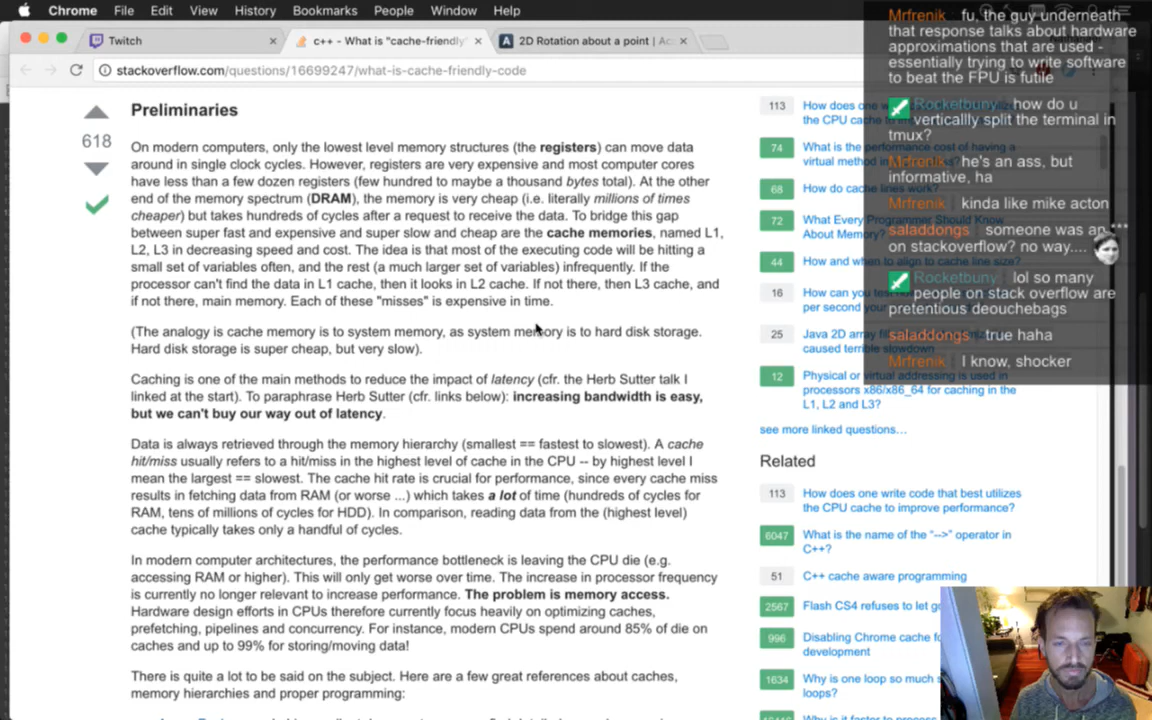 Chrome File Edit View History Bookmarks People Window Help
Twitch
c++ - What is "cache-friendly"
2D Rotation about a point | Ac
stackoverflow.com/questions/16699247/what-is-cache-friendly-code
Preliminaries
618
On modern computers, only the lowest level memory structures (the registers) can move data
around in single clock cycles. However, registers are very expensive and most computer cores
have less than a few dozen registers (few hundred to maybe a thousand bytes total). At the other
end of the memory spectrum (DRAM), the memory is very cheap (i.e. literally millions of times
cheaper) but takes hundreds of cycles after a request to receive the data. To bridge this gap
between super fast and expensive and super slow and cheap are the cache memories, named L1,
L2, L3 in decreasing speed and cost. The idea is that most of the executing code will be hitting a
small set of variables often, and the rest (a much larger set of variables) infrequently. If the
processor can't find the data in L1 cache, then it looks in L2 cache. If not there, then L3 cache, and
if not there, main memory. Each of these "misses" is expensive in time.
(The analogy is cache memory is to system memory, as system memory is to hard disk storage.
Hard disk storage is super cheap, but very slow).
Caching is one of the main methods to reduce the impact of latency (cfr. the Herb Sutter talk I
linked at the start). To paraphrase Herb Sutter (cfr. links below): increasing bandwidth is easy,
but we can't buy our way out of latency.
Data is always retrieved through the memory hierarchy (smallest == fastest to slowest). A cache
hit/miss usually refers to a hit/miss in the highest level of cache in the CPU -- by highest level I
mean the largest == slowest. The cache hit rate is crucial for performance, since every cache miss
results in fetching data from RAM (or worse ...) which takes a lot of time (hundreds of cycles for
RAM, tens of millions of cycles for HDD). In comparison, reading data from the (highest level)
cache typically takes only a handful of cycles.
In modern computer architectures, the performance bottleneck is leaving the CPU die (e.g.
accessing RAM or higher). This will only get worse over time. The increase in processor frequency
is currently no longer relevant to increase performance. The problem is memory access.
Hardware design efforts in CPUs therefore currently focus heavily on optimizing caches,
prefetching, pipelines and concurrency. For instance, modern CPUs spend around 85% of die on
caches and up to 99% for storing/moving data!
There is quite a lot to be said on the subject. Here are a few great references about caches,
memory hierarchies and proper programming:
113 How does one
the CPU cache to
74 What is the performance cost of having a
virtual method
68 How do cache lines work?
72 What Every Programmer Should Know
About Memory?
44 How and when to align to cache line size?
16 How can you
per second
25 Java 2D array
caused terrible slowdown
12 Physical or virtual addressing is used in
processors x86/x86_64 for caching in the
L1, L2 and L3?
see more linked questions…
Related
113 How does one write code that best utilizes
the CPU cache to improve performance?
6047 What is the name of the “-->” operator in
C++?
51 C++ cache aware programming
2567 Flash CS4 refuses to let
996 Disabling Chrome cache
development
1634 Why is one loop so much
loops?
Why is it faster to process
Mrfrenik fu, the guy underneath
that response talks about hardware
approximations that are used -
essentially trying to write software
to beat the FPU is futile
Rocketbuny how do u
verticallly split the terminal in
tmux?
Mrfrenik he's an ass, but
informative, ha
Mrfrenik kinda like mike acton
saladdongs someone was an
on stackoverflow? no way....
Rocketbuny lol so many
people on stack overflow are
pretentious deouchebags
saladdongs true haha
Mrfrenik I know, shocker